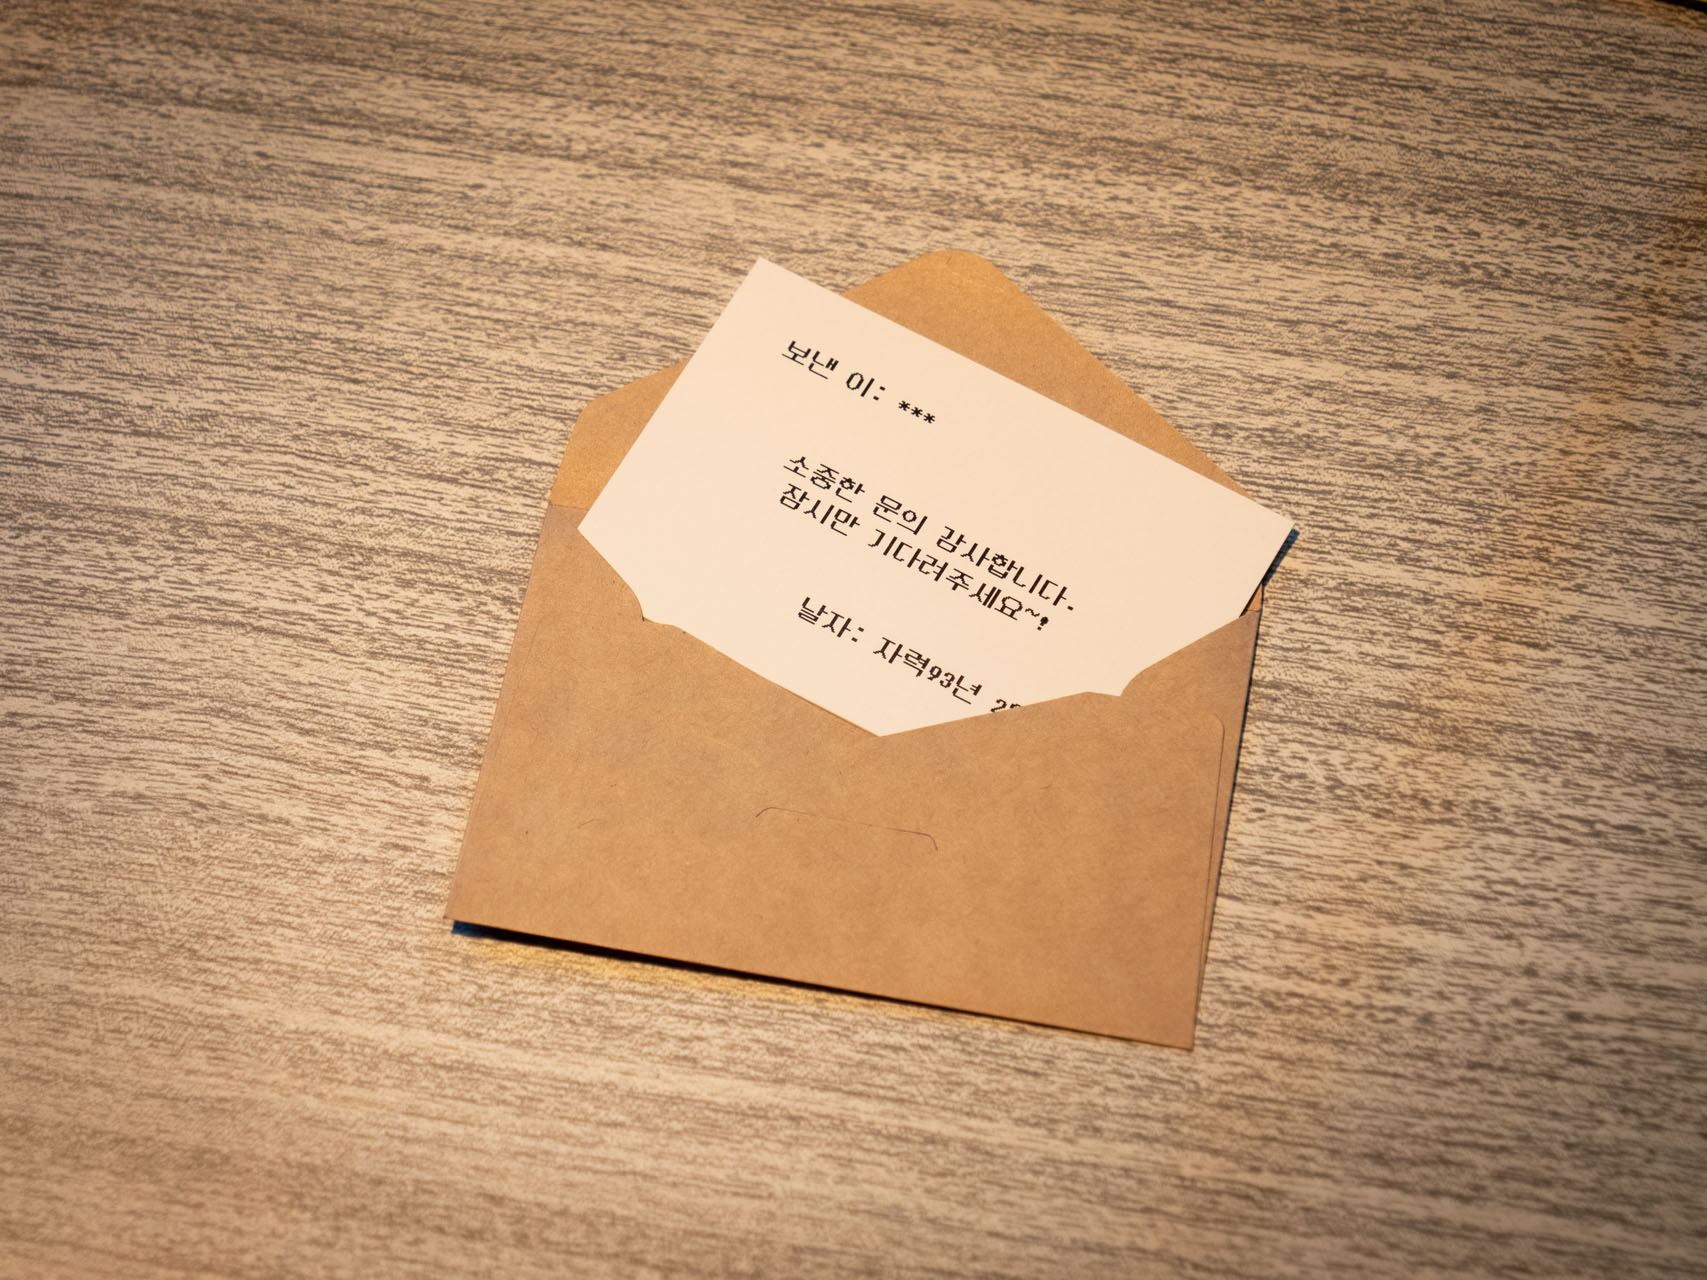 보낸 이: ***
소중한 문의 감사합니다.
잠시만 기다려주세요~!
날자: 자력93년